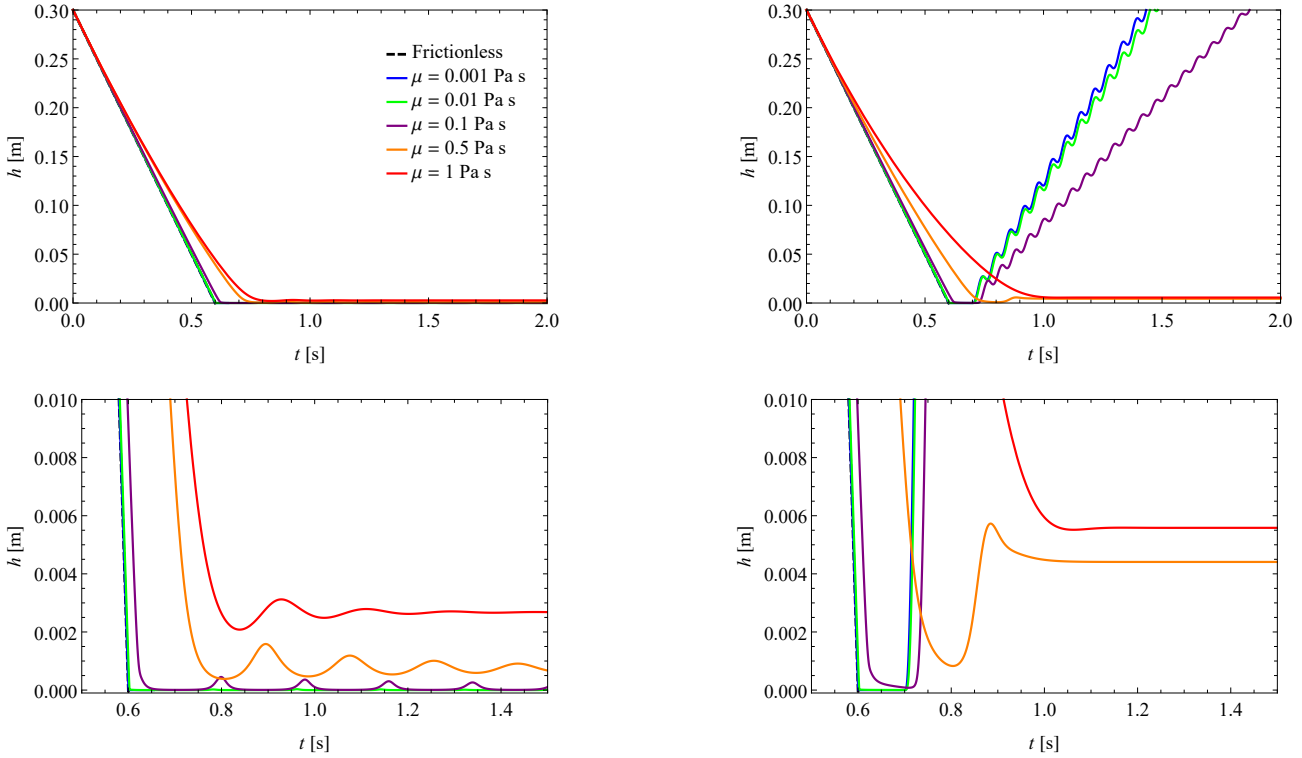 0.30
0.25
0.20
0.15
0.10
0.05
0.00
h [m]
0.0 0.5 1.0 1.5 2.0
t [s]
Frictionless
μ = 0.001 Pa s
μ = 0.01 Pa s
μ = 0.1 Pa s
μ = 0.5 Pa s
μ = 1 Pa s
0.30
0.25
0.20
0.15
0.10
0.05
0.00
h [m]
0.0 0.5 1.0 1.5 2.0
t [s]
0.010
0.008
0.006
0.004
0.002
0.000
h [m]
0.6 0.8 1.0 1.2 1.4
t [s]
0.010
0.008
0.006
0.004
0.002
0.000
h [m]
0.6 0.8 1.0 1.2 1.4
t [s]